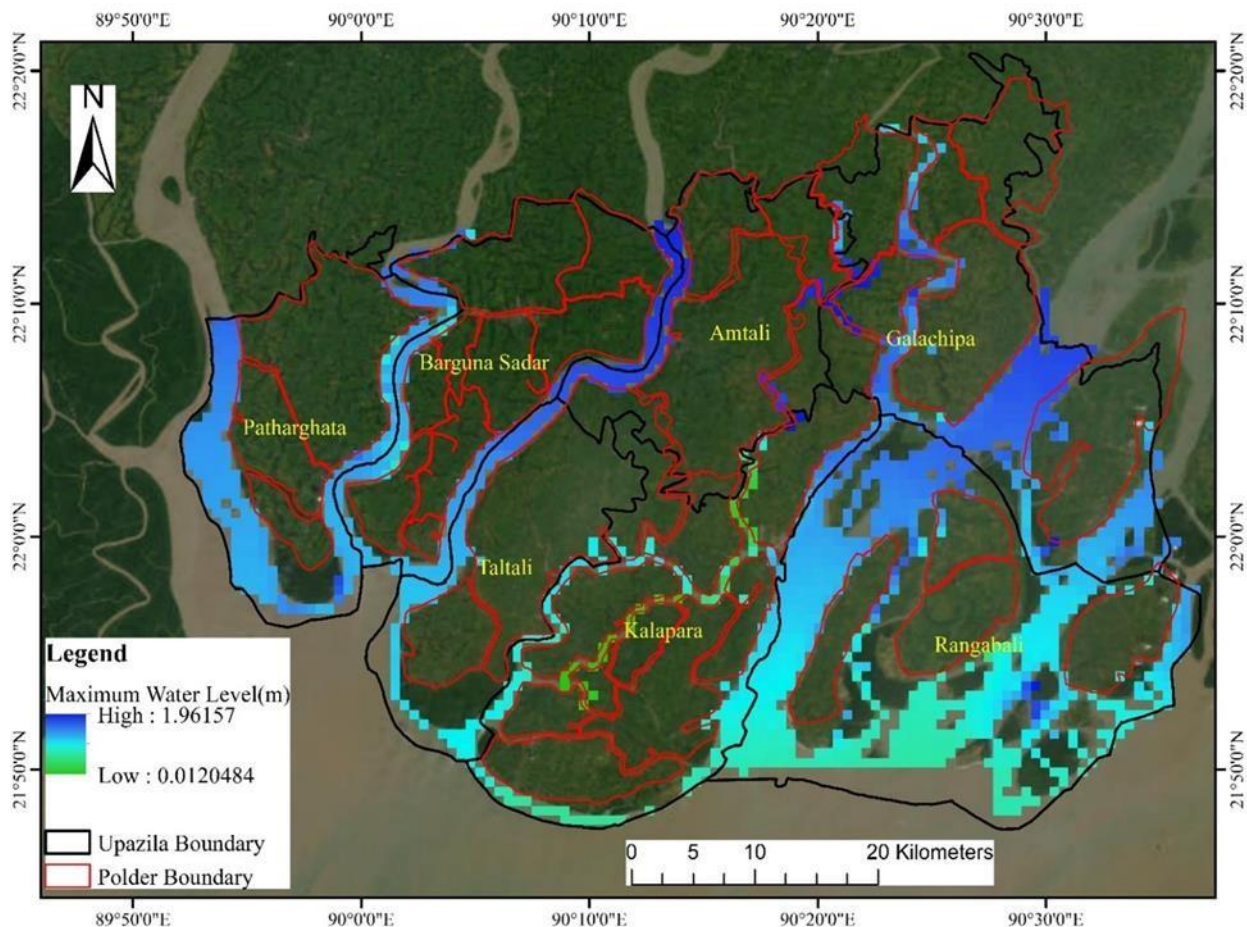 89°50'0"E 90°0'0"E 90°10'0"E 90°20'0"E 90°30'0"E
22°20'0"N 22°20'0"N
N
22°10'0"N 22°10'0"N
Amtali
Galachipa
Barguna Sadar
Patharghata
22°0'0"N 22°0'0"N
Taltali
Kalapara
Rangabali
21°50'0"N 21°50'0"N
Legend
Maximum Water Level(m)
High : 1.96157
Low : 0.0120484
Upazila Boundary
Polder Boundary
0 5 10 20 Kilometers
89°50'0"E 90°0'0"E 90°10'0"E 90°20'0"E 90°30'0"E